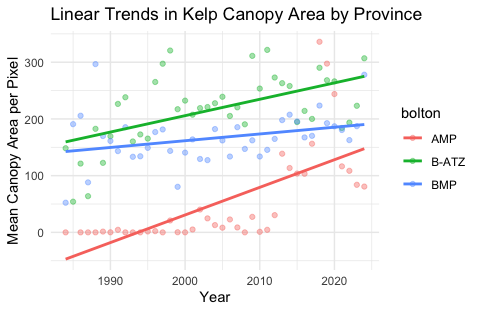 Linear Trends in Kelp Canopy Area by Province
Mean Canopy Area per Pixel
300
200
100
0
1990
2000
2010
2020
Year
bolton
AMP
B-ATZ
BMP